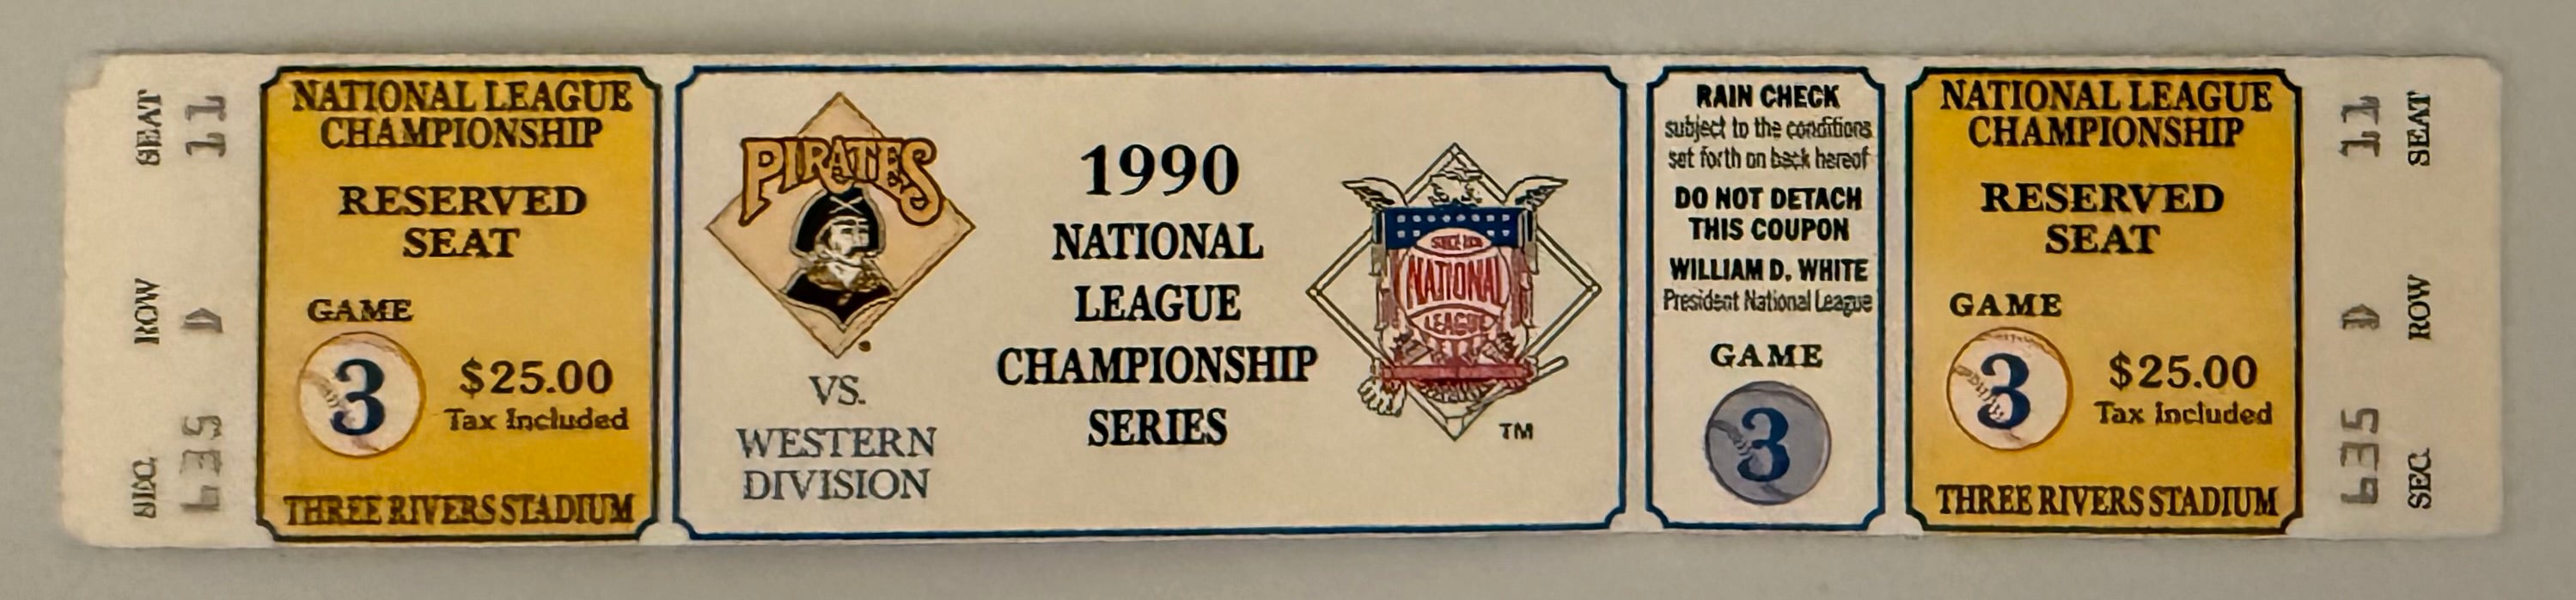 SEAT 11
ROW D
SEC. 635
NATIONAL LEAGUE
CHAMPIONSHIP
RESERVED
SEAT
GAME
3
$25.00
Tax Included
THREE RIVERS STADIUM
PIRATES
VS.
WESTERN
DIVISION
1990
NATIONAL
LEAGUE
CHAMPIONSHIP
SERIES
NATIONAL
LEAGUE
TM
RAIN CHECK
subject to the conditions
set forth on back hereof
DO NOT DETACH
THIS COUPON
WILLIAM D. WHITE
President National League
GAME
3
NATIONAL LEAGUE
CHAMPIONSHIP
RESERVED
SEAT
GAME
3
$25.00
Tax Included
THREE RIVERS STADIUM
SEAT 11
ROW D
SEC. 635